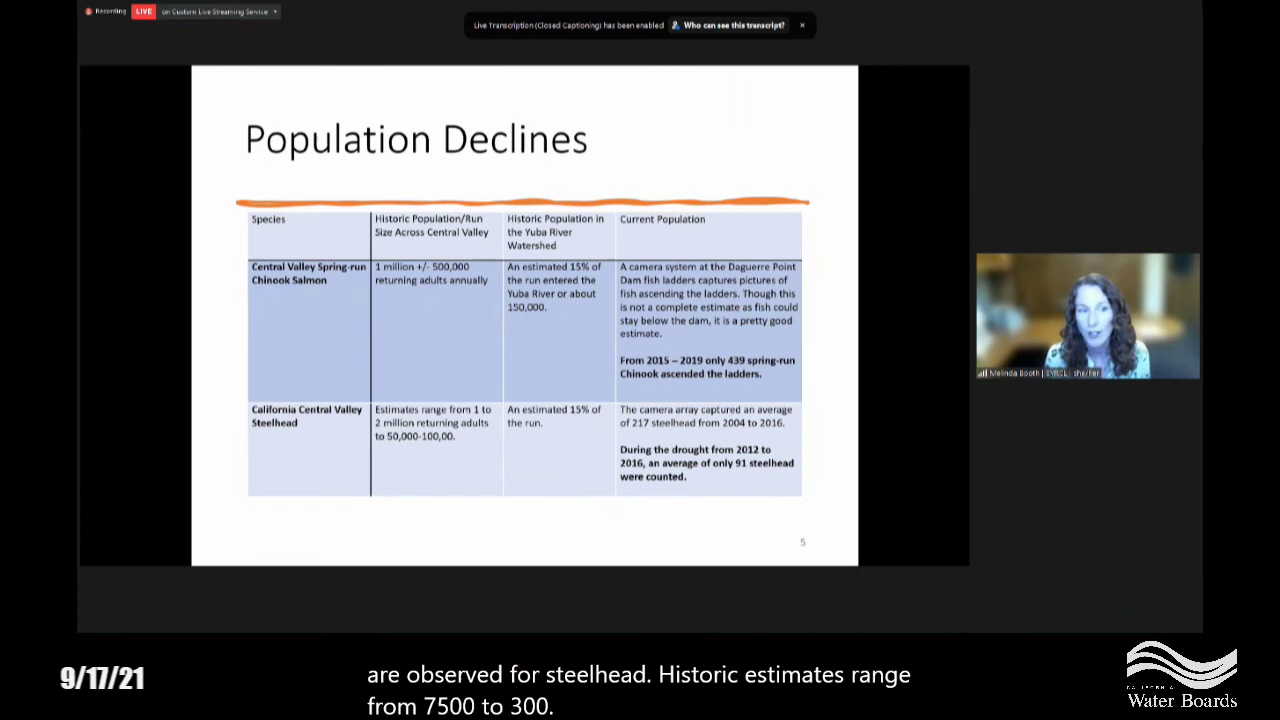 Recording
LIVE
on Custom Live Streaming Service
Live Transcription (Closed Captioning) has been enabled
Who can see this transcript?
Population Declines
Species
Historic Population/Run
Size Across Central Valley
Historic Population in
the Yuba River
Watershed
Current Population
Central Valley Spring-run
Chinook Salmon
1 million +/- 500,000
returning adults annually
An estimated 15% of
the run entered the
Yuba River or about
150,000.
A camera system at the Daguerre Point
Dam fish ladders captures pictures of
fish ascending the ladders. Though this
is not a complete estimate as fish could
stay below the dam, it is a pretty good
estimate.
From 2015 – 2019 only 439 spring-run
Chinook ascended the ladders.
California Central Valley
Steelhead
Estimates range from 1 to
2 million returning adults
to 50,000-100,00.
An estimated 15% of
the run.
The camera array captured an average
of 217 steelhead from 2004 to 2016.
During the drought from 2012 to
2016, an average of only 91 steelhead
were counted.
5
Melinda Booth | SYRCL | she/her
are observed for steelhead. Historic estimates range
from 7500 to 300.
9/17/21
CALIFORNIA
Water Boards